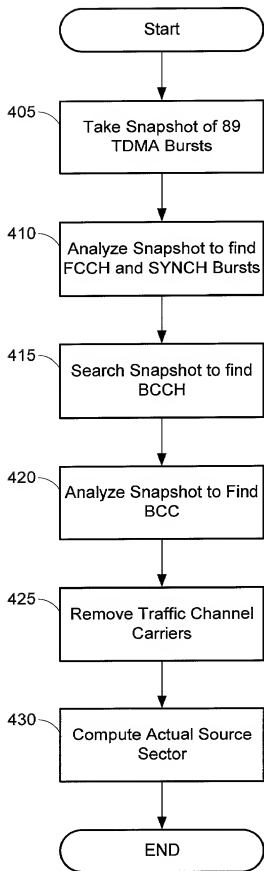 Start
405
Take Snapshot of 89
TDMA Bursts
410
Analyze Snapshot to find
FCCH and SYNCH Bursts
415
Search Snapshot to find
BCCH
420
Analyze Snapshot to Find
BCC
425
Remove Traffic Channel
Carriers
430
Compute Actual Source
Sector
END